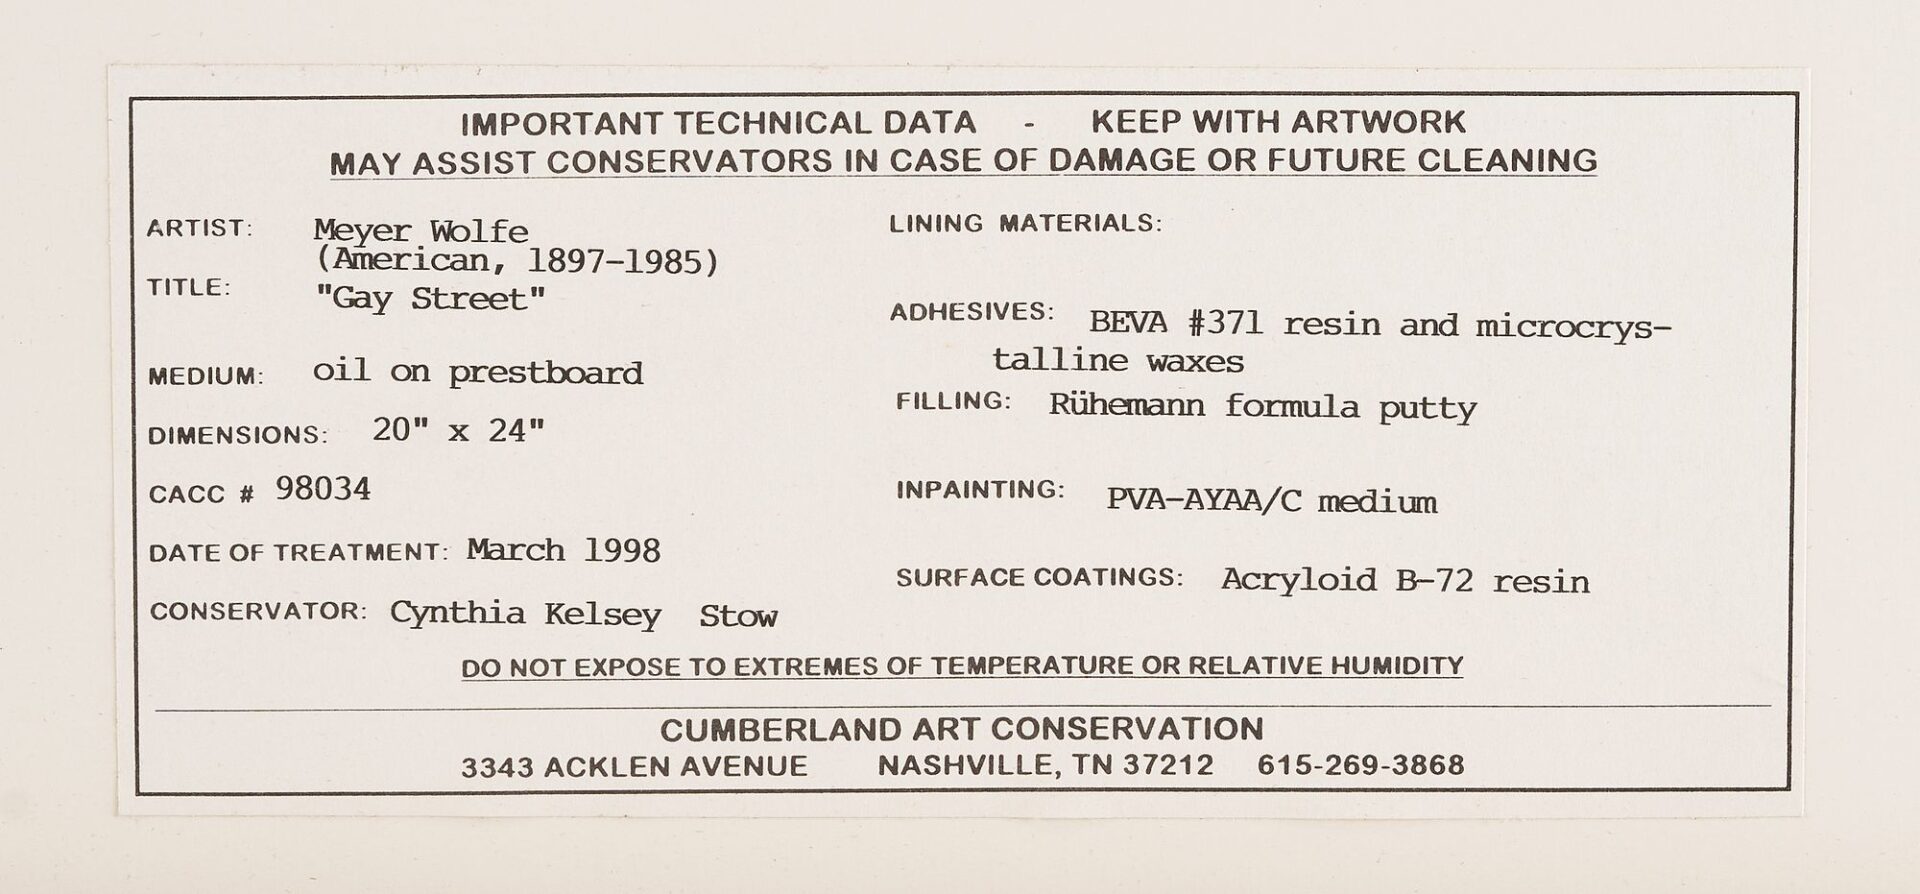 IMPORTANT TECHNICAL DATA - KEEP WITH ARTWORK
MAY ASSIST CONSERVATORS IN CASE OF DAMAGE OR FUTURE CLEANING
ARTIST: Meyer Wolfe
(American, 1897-1985)
TITLE: "Gay Street"
MEDIUM: oil on prestboard
DIMENSIONS: 20" x 24"
CACC # 98034
DATE OF TREATMENT: March 1998
CONSERVATOR: Cynthia Kelsey Stow
LINING MATERIALS:
ADHESIVES: BEVA #371 resin and microcrys-
talline waxes
FILLING: Rühemann formula putty
INPAINTING: PVA-AYAA/C medium
SURFACE COATINGS: Acryloid B-72 resin
DO NOT EXPOSE TO EXTREMES OF TEMPERATURE OR RELATIVE HUMIDITY
CUMBERLAND ART CONSERVATION
3343 ACKLEN AVENUE NASHVILLE, TN 37212 615-269-3868